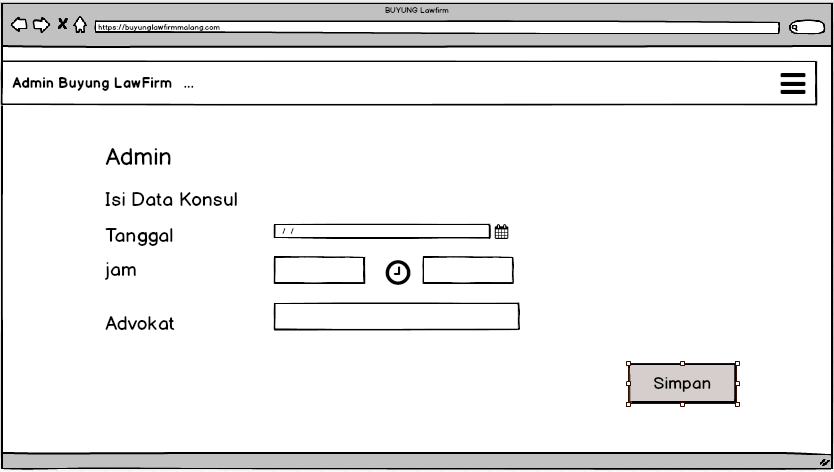 BUYUNG Lawfirm
https://buyunglawfirmmalang.com
Admin Buyung LawFirm ...
Admin
Isi Data Konsul
Tanggal / /
jam
Advokat
Simpan